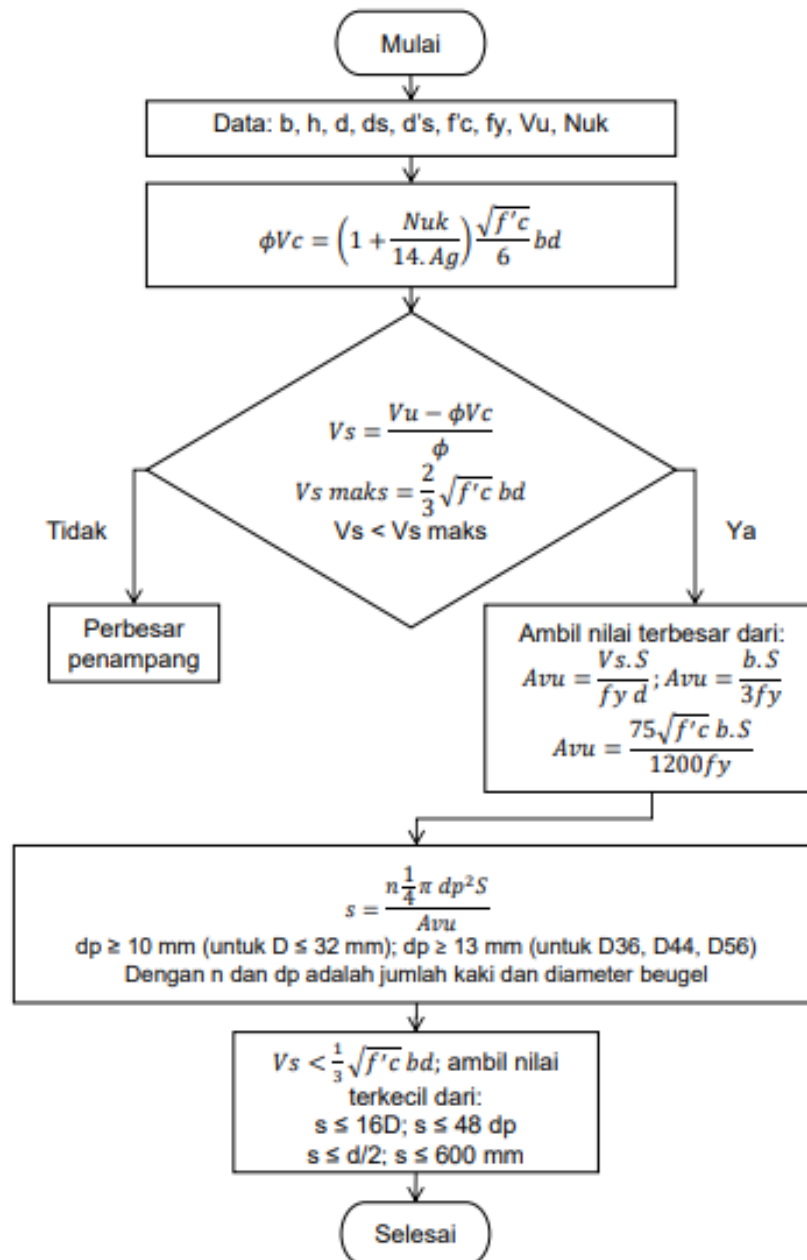 Mulai
Data: b, h, d, ds, d's, f'c, fy, Vu, Nuk
ϕVc = (1 + Nuk/14.Ag) √f'c/6 bd
Vs = Vu − ϕVc/ϕ
Vs maks = 2/3 √f'c bd
Vs < Vs maks
Tidak
Ya
Perbesar
penampang
Ambil nilai terbesar dari:
Avu = Vs.S/fy d ; Avu = b.S/3fy
Avu = 75√f'c b.S/1200fy
s = n 1/4 π dp² S/Avu
dp ≥ 10 mm (untuk D ≤ 32 mm); dp ≥ 13 mm (untuk D36, D44, D56)
Dengan n dan dp adalah jumlah kaki dan diameter beugel
Vs < 1/3 √f'c bd; ambil nilai
terkecil dari:
s ≤ 16D; s ≤ 48 dp
s ≤ d/2; s ≤ 600 mm
Selesai